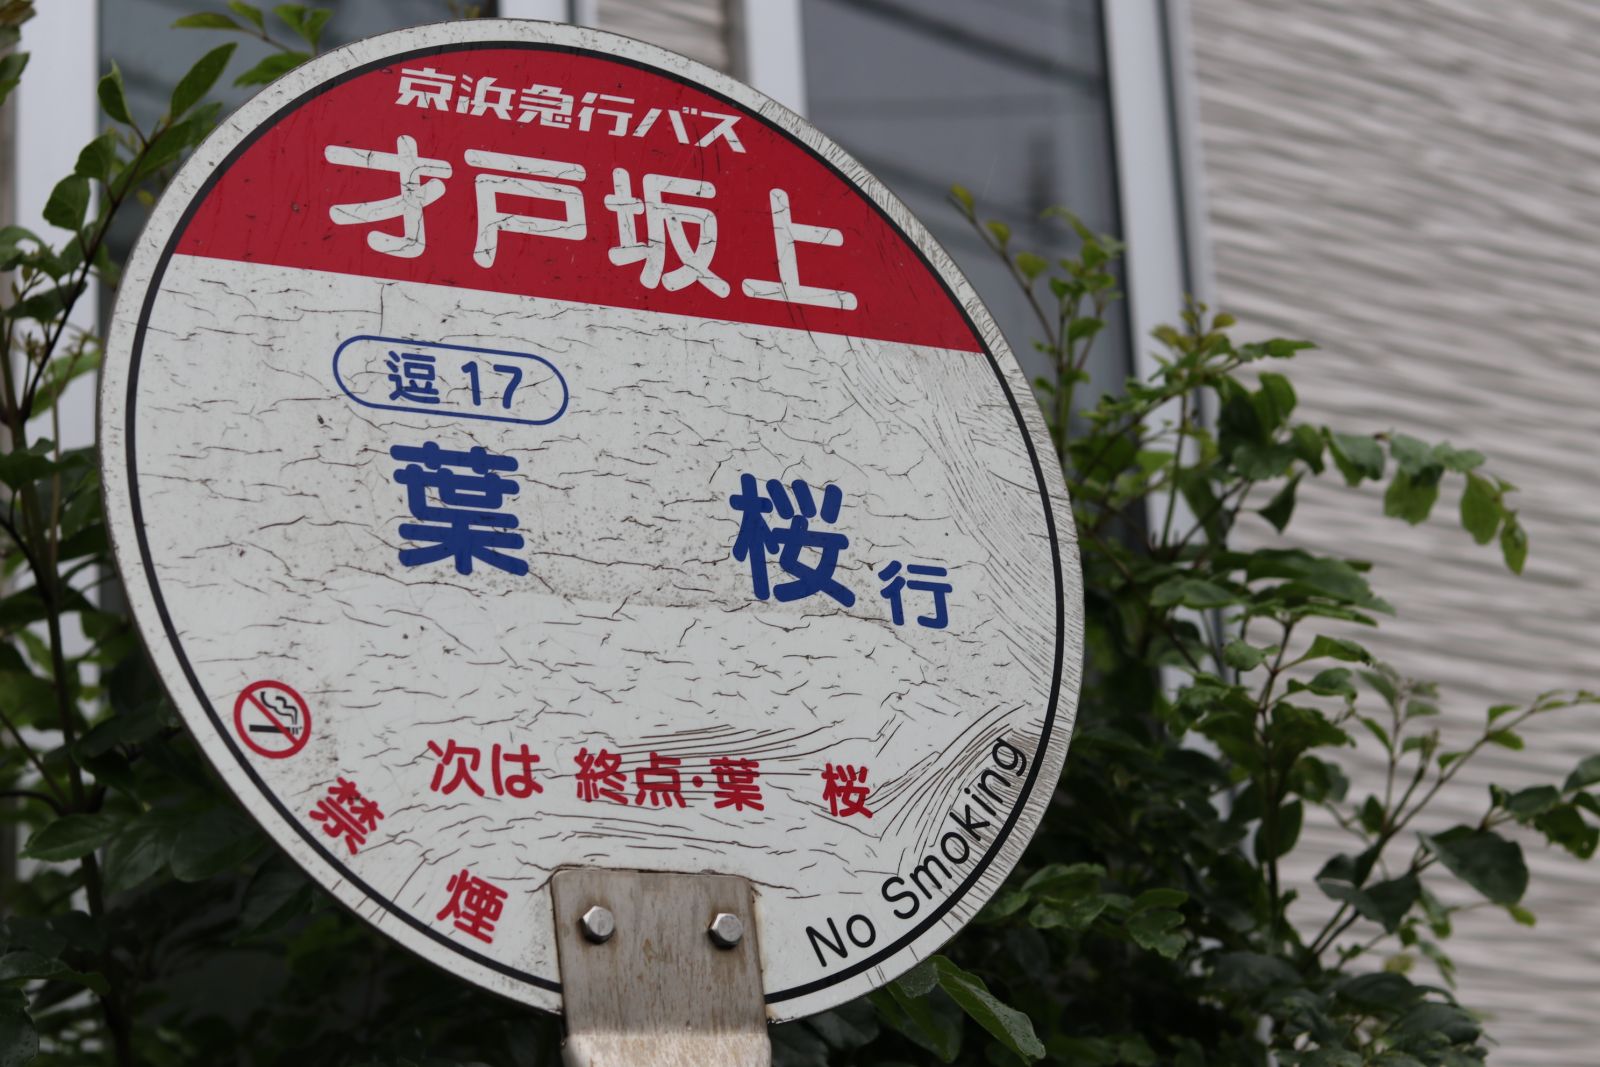 京浜急行バス
才戸坂上
逗17
葉 桜 行
次は 終点・葉 桜
禁煙
No Smoking